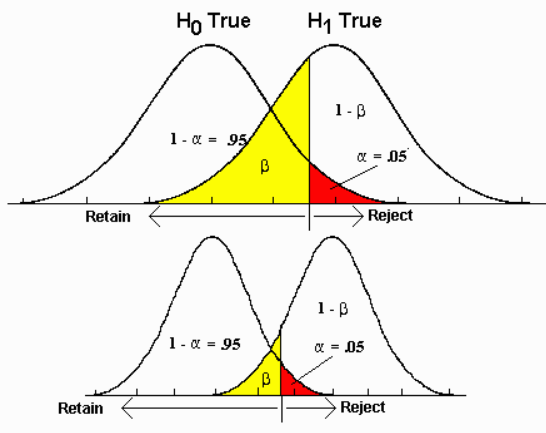 H0 True H1 True
1 - β
1 - α = .95
α = .05
β
Retain Reject
1 - β
1 - α = .95
α = .05
β
Retain Reject